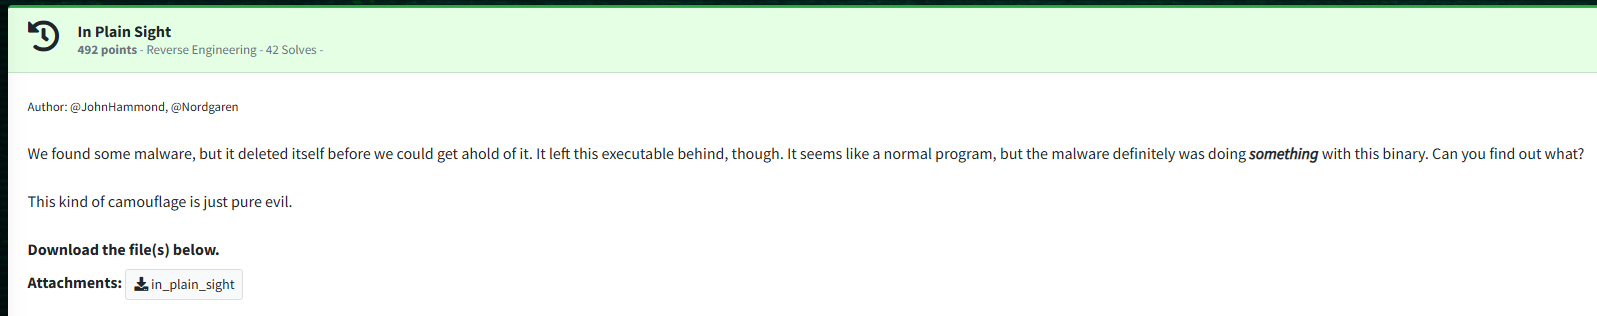 In Plain Sight
492 points - Reverse Engineering - 42 Solves -
Author: @JohnHammond, @Nordgaren
We found some malware, but it deleted itself before we could get ahold of it. It left this executable behind, though. It seems like a normal program, but the malware definitely was doing something with this binary. Can you find out what?
This kind of camouflage is just pure evil.
Download the file(s) below.
Attachments: in_plain_sight